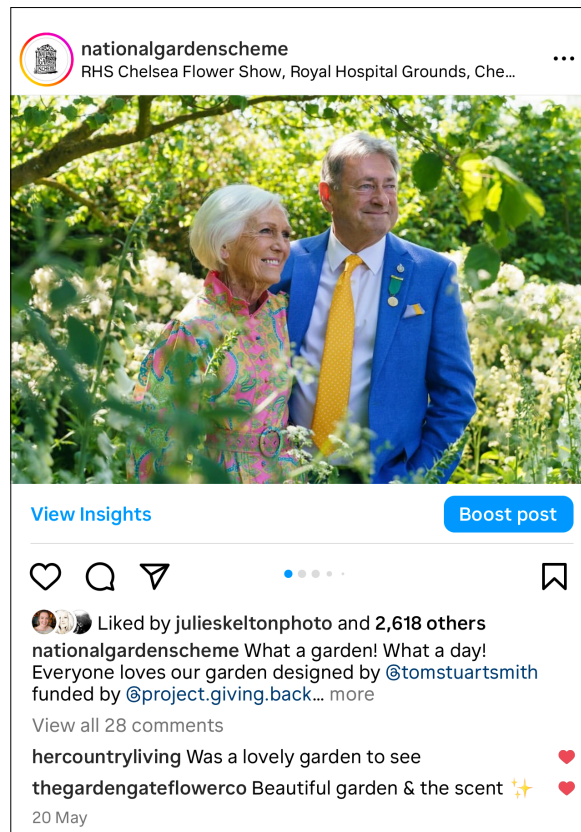 nationalgardenscheme
RHS Chelsea Flower Show, Royal Hospital Grounds, Che...
View Insights
Boost post
Liked by julieskeltonphoto and 2,618 others
nationalgardenscheme What a garden! What a day!
Everyone loves our garden designed by @tomstuartsmith
funded by @project.giving.back... more
View all 28 comments
hercountryliving Was a lovely garden to see
thegardengateflowerco Beautiful garden & the scent ✨
20 May